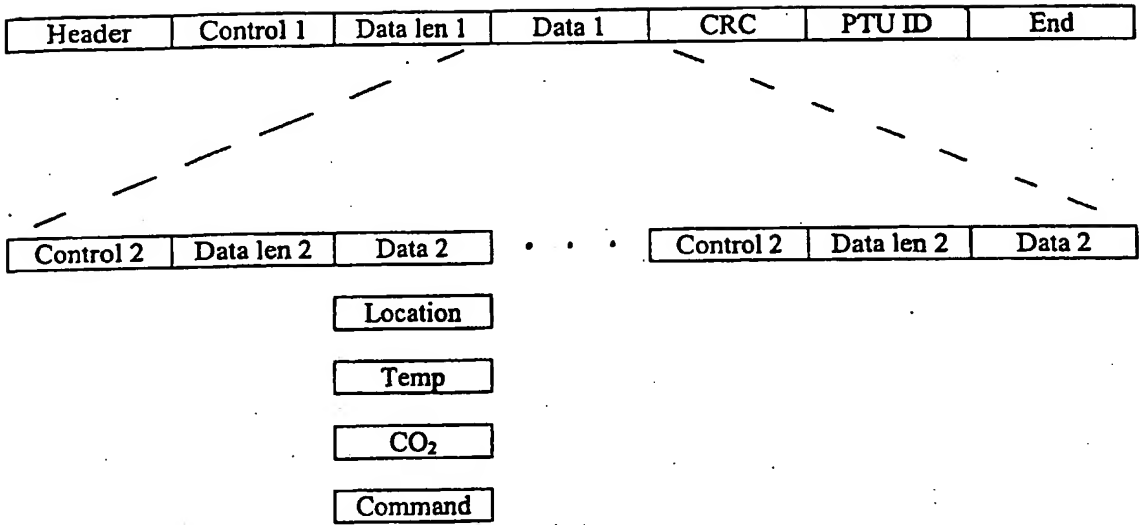 Header Control 1 Data len 1 Data 1 CRC PTU ID End
Control 2 Data len 2 Data 2 . . . Control 2 Data len 2 Data 2
Location
Temp
CO₂
Command